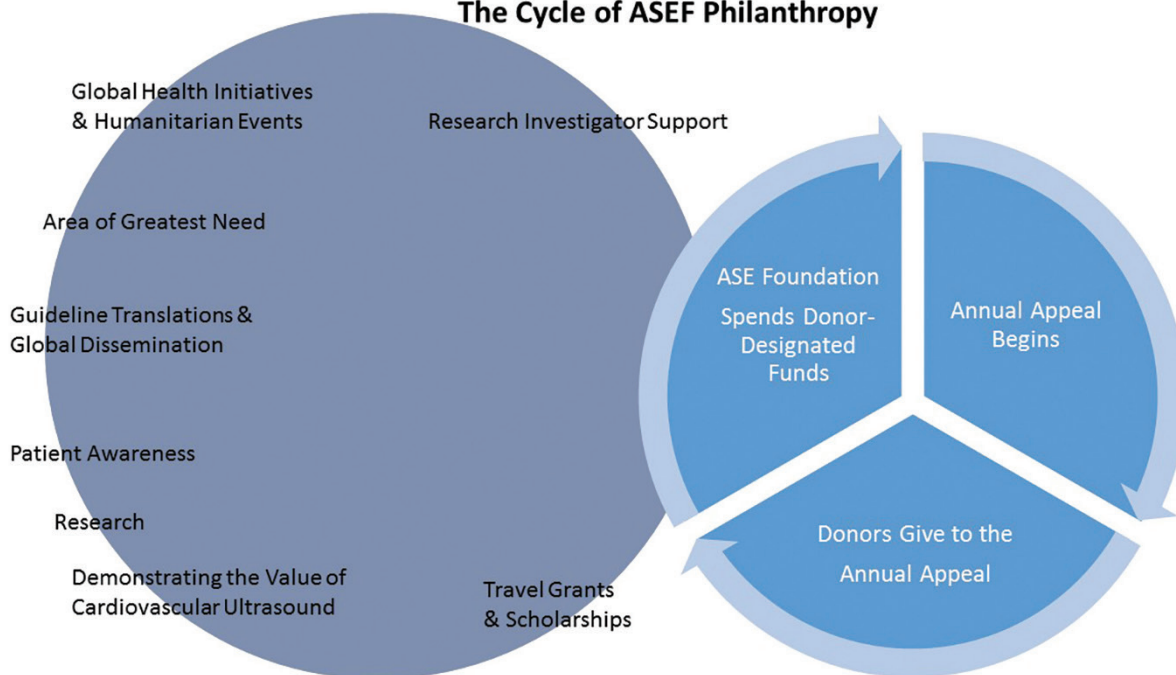 The Cycle of ASEF Philanthropy
Global Health Initiatives
& Humanitarian Events
Research Investigator Support
Area of Greatest Need
Guideline Translations &
Global Dissemination
Patient Awareness
Research
Demonstrating the Value of
Cardiovascular Ultrasound
Travel Grants
& Scholarships
ASE Foundation
Spends Donor-
Designated
Funds
Annual Appeal
Begins
Donors Give to the
Annual Appeal